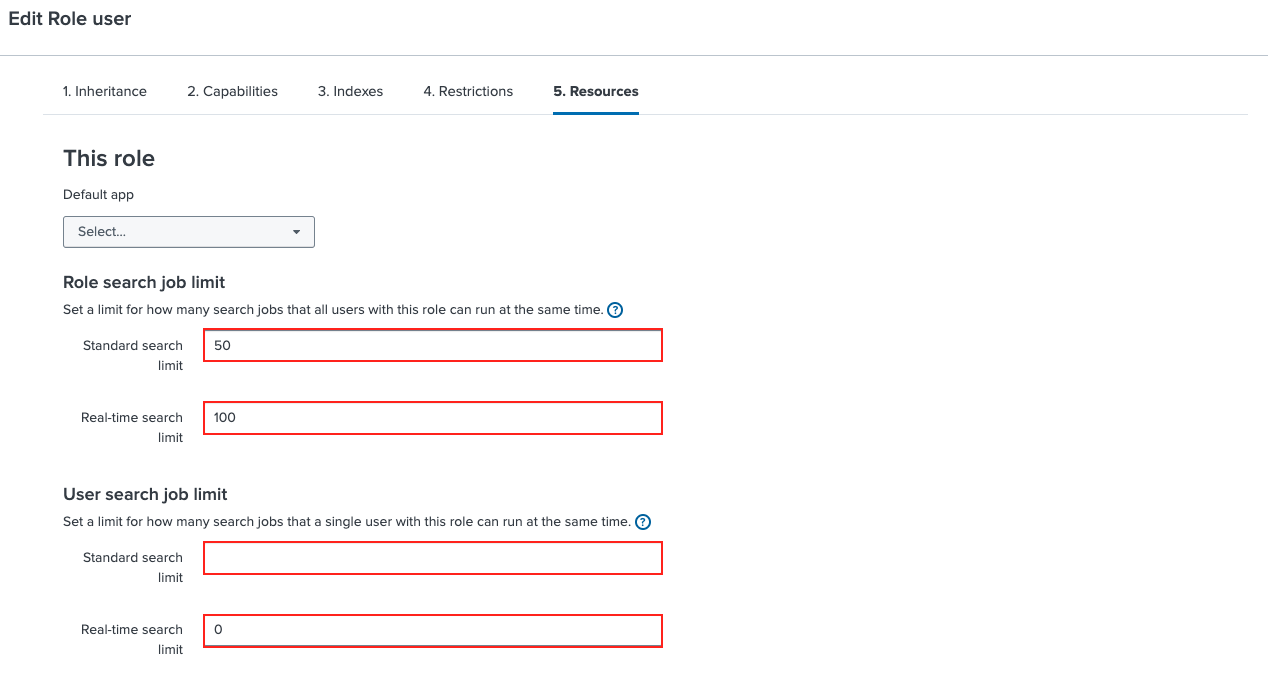 Edit Role user
1. Inheritance 2. Capabilities 3. Indexes 4. Restrictions 5. Resources
This role
Default app
Select...
Role search job limit
Set a limit for how many search jobs that all users with this role can run at the same time. ?
Standard search
limit
50
Real-time search
limit
100
User search job limit
Set a limit for how many search jobs that a single user with this role can run at the same time. ?
Standard search
limit
Real-time search
limit
0